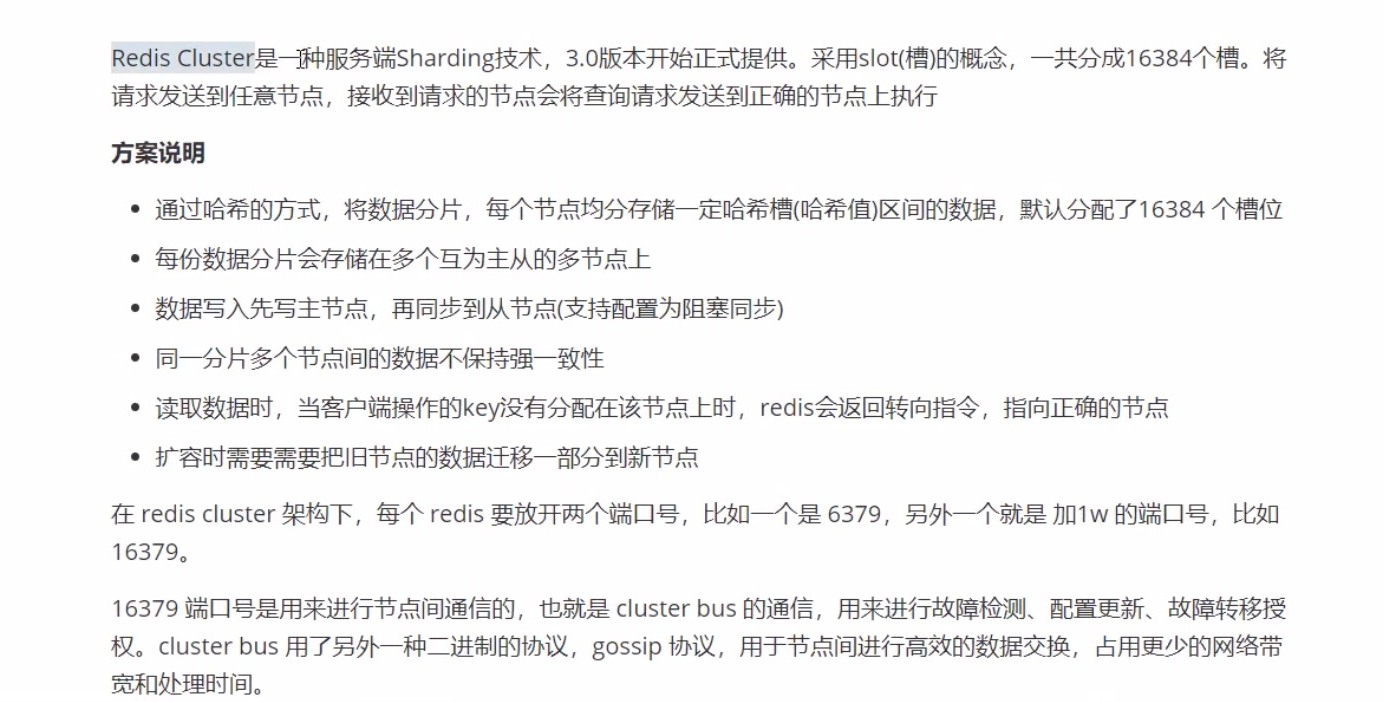 Redis Cluster是一种服务端Sharding技术，3.0版本开始正式提供。采用slot(槽)的概念，一共分成16384个槽。将
请求发送到任意节点，接收到请求的节点会将查询请求发送到正确的节点上执行
方案说明
• 通过哈希的方式，将数据分片，每个节点均分存储一定哈希槽(哈希值)区间的数据，默认分配了16384 个槽位
• 每份数据分片会存储在多个互为主从的多节点上
• 数据写入先写主节点，再同步到从节点(支持配置为阻塞同步)
• 同一分片多个节点间的数据不保持强一致性
• 读取数据时，当客户端操作的key没有分配在该节点上时，redis会返回转向指令，指向正确的节点
• 扩容时需要需要把旧节点的数据迁移一部分到新节点
在 redis cluster 架构下，每个 redis 要放开两个端口号，比如一个是 6379，另外一个就是 加1w 的端口号，比如
16379。
16379 端口号是用来进行节点间通信的，也就是 cluster bus 的通信，用来进行故障检测、配置更新、故障转移授
权。cluster bus 用了另外一种二进制的协议，gossip 协议，用于节点间进行高效的数据交换，占用更少的网络带
宽和处理时间。